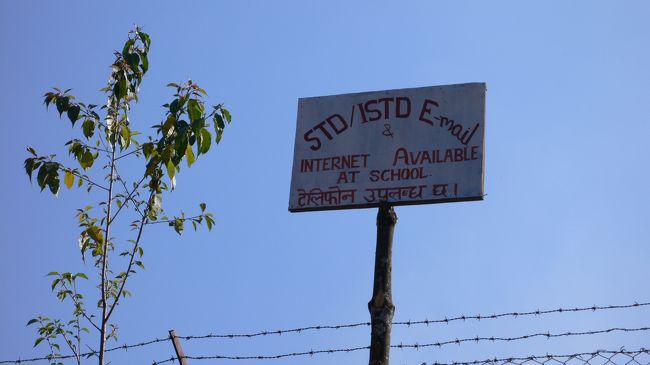 STD/ISTD E-mail
&
INTERNET AVAILABLE
AT SCHOOL.
टेलिफोन उपलब्ध छ।